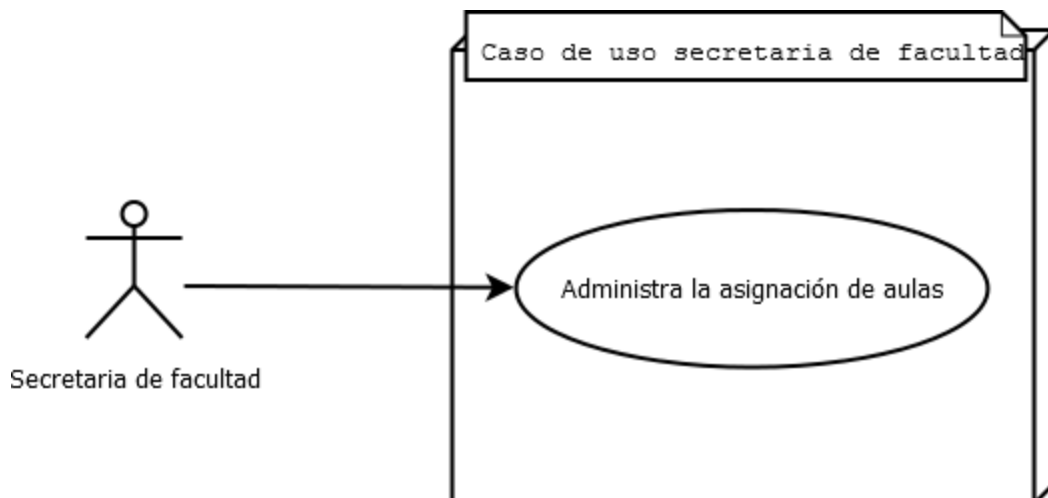 Caso de uso secretaria de facultad
Administra la asignación de aulas
Secretaria de facultad